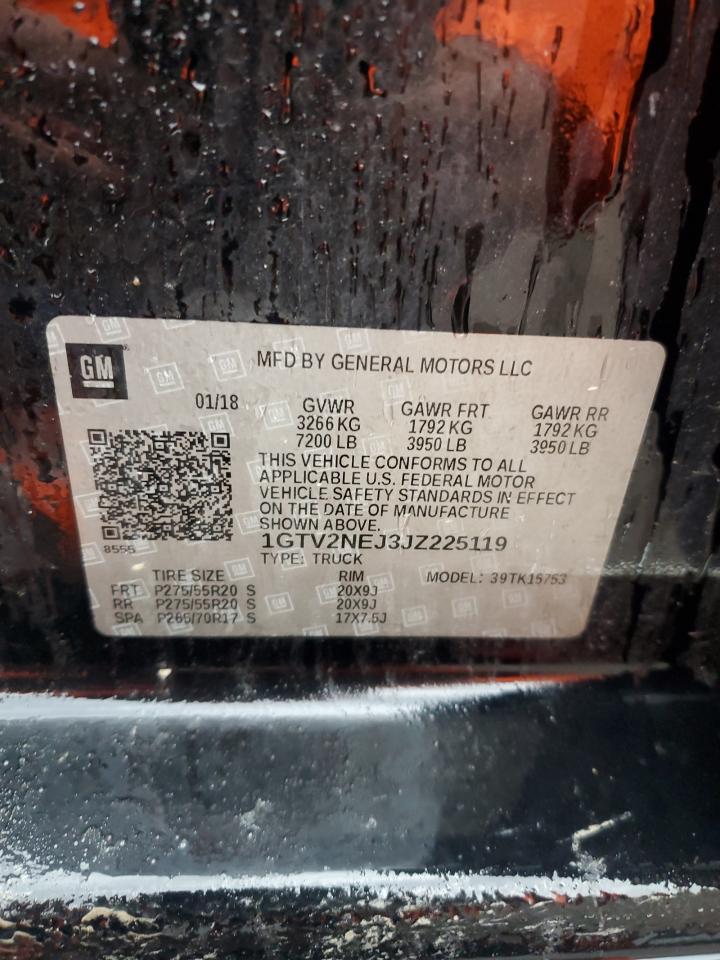 GM
MFD BY GENERAL MOTORS LLC
01/18
GVWR GAWR FRT GAWR RR
3266 KG 1792 KG 1792 KG
7200 LB 3950 LB 3950 LB
THIS VEHICLE CONFORMS TO ALL
APPLICABLE U.S. FEDERAL MOTOR
VEHICLE SAFETY STANDARDS IN EFFECT
ON THE DATE OF MANUFACTURE
SHOWN ABOVE.
8555
1GTV2NEJ3JZ225119
TYPE: TRUCK
TIRE SIZE RIM MODEL: 39TK15753
FRT P275/55R20 S 20X9J
RR P275/55R20 S 20X9J
SPA P265/70R17 S 17X7.5J